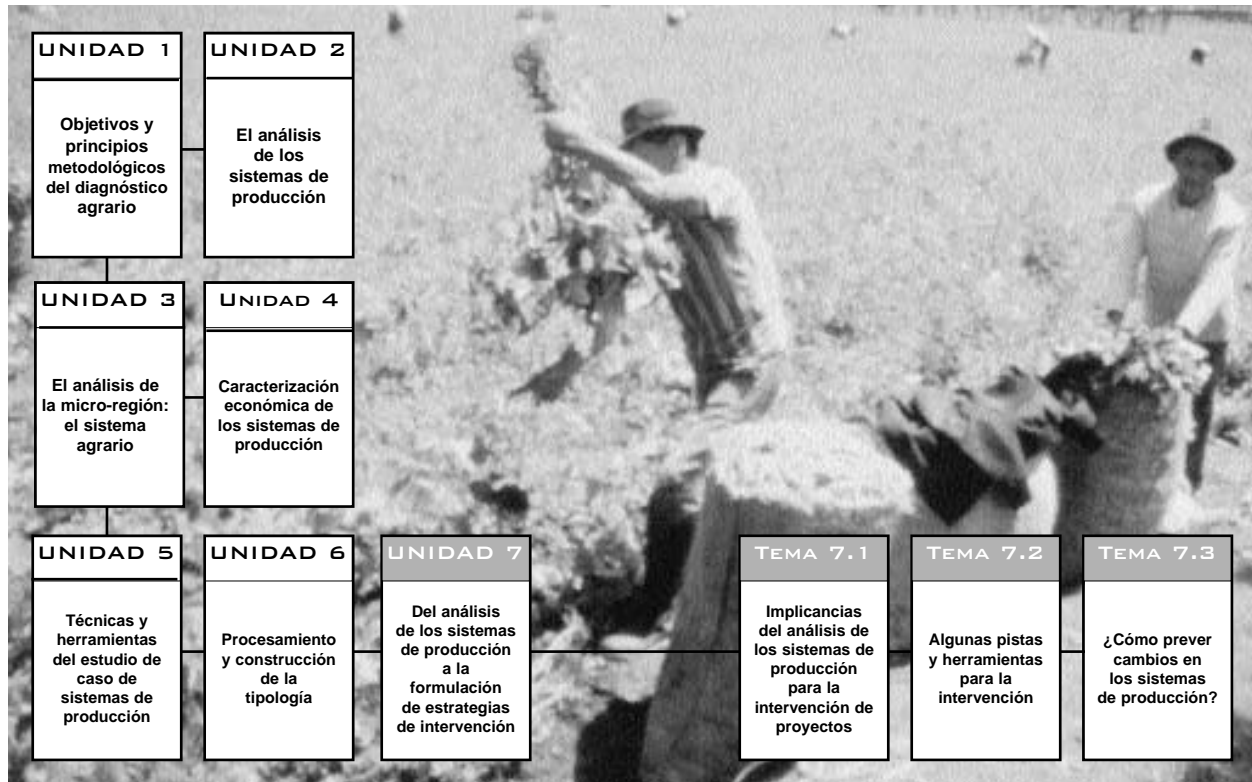 UNIDAD 1
Objetivos y
principios
metodológicos
del diagnóstico
agrario
UNIDAD 2
El análisis
de los
sistemas de
producción
UNIDAD 3
El análisis de
la micro-región:
el sistema
agrario
UNIDAD 4
Caracterización
económica de
los sistemas de
producción
UNIDAD 5
Técnicas y
herramientas
del estudio de
caso de
sistemas de
producción
UNIDAD 6
Procesamiento
y construcción
de la
tipología
UNIDAD 7
Del análisis
de los sistemas
de producción
a la
formulación
de estrategias
de intervención
TEMA 7.1
Implicancias
del análisis de
los sistemas de
producción
para la
intervención de
proyectos
TEMA 7.2
Algunas pistas
y herramientas
para la
intervención
TEMA 7.3
¿Cómo prever
cambios en
los sistemas
de producción?